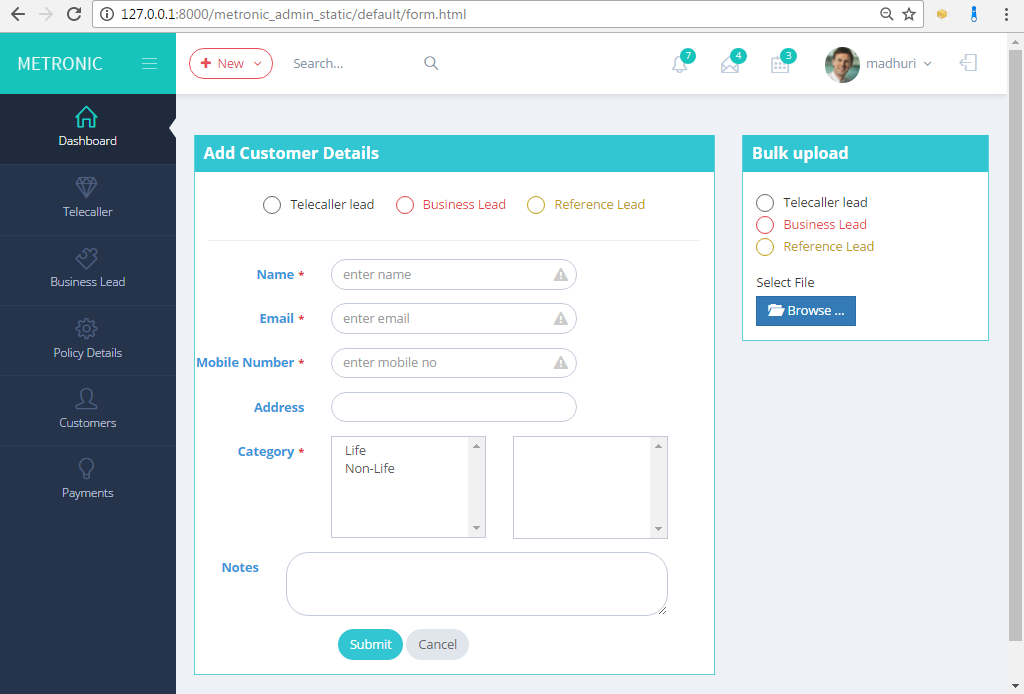 127.0.0.1:8000/metronic_admin_static/default/form.html
METRONIC
New
Search...
7
4
3
madhuri
Dashboard
Telecaller
Business Lead
Policy Details
Customers
Payments
Add Customer Details
Telecaller lead
Business Lead
Reference Lead
Name *
enter name
Email *
enter email
Mobile Number *
enter mobile no
Address
Category *
Life
Non-Life
Notes
Submit
Cancel
Bulk upload
Telecaller lead
Business Lead
Reference Lead
Select File
Browse ...